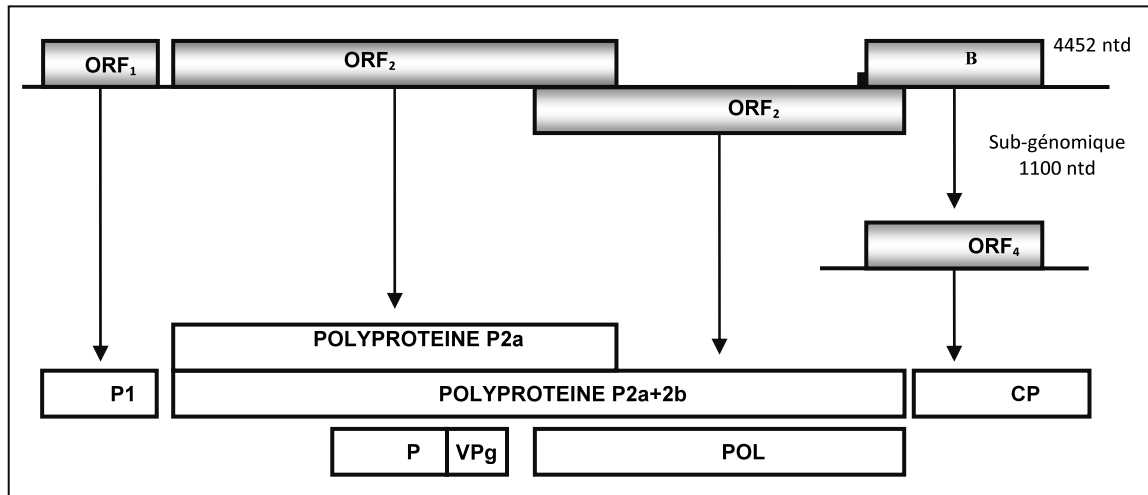 ORF₁
ORF₂
B
4452 ntd
ORF₂
Sub-génomique
1100 ntd
ORF₄
POLYPROTEINE P2a
P1
POLYPROTEINE P2a+2b
CP
P
VPg
POL